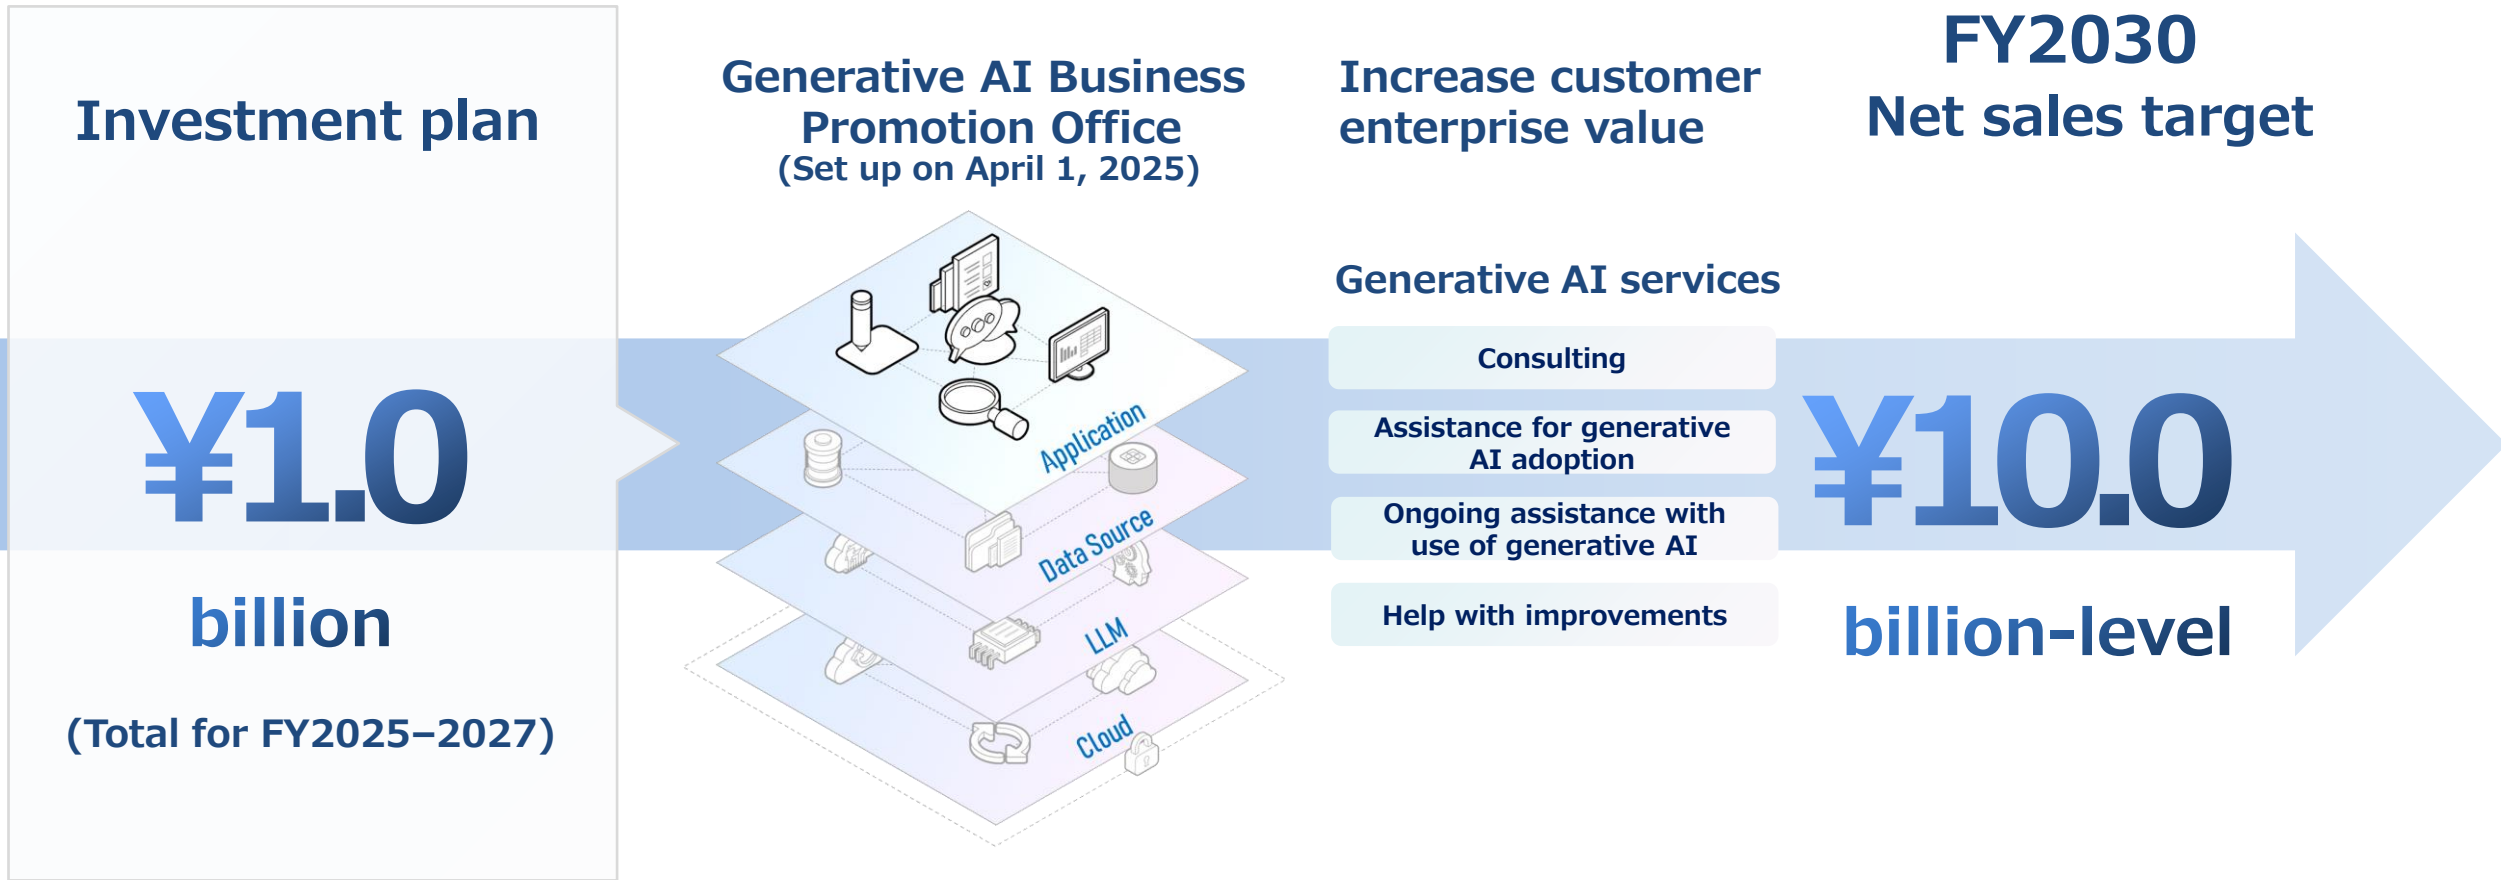 Investment plan
¥1.0
billion
(Total for FY2025–2027)
Generative AI Business
Promotion Office
(Set up on April 1, 2025)
Application
Data Source
LLM
Cloud
Increase customer
enterprise value
Generative AI services
Consulting
Assistance for generative
AI adoption
Ongoing assistance with
use of generative AI
Help with improvements
FY2030
Net sales target
¥10.0
billion-level